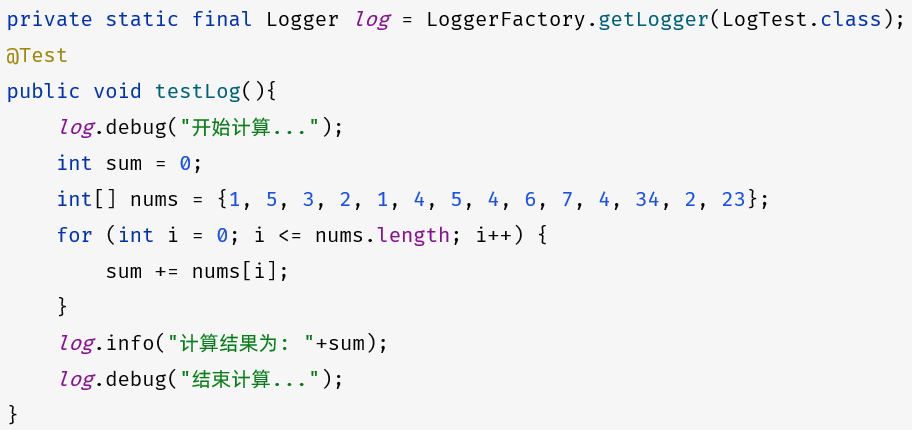 private static final Logger log = LoggerFactory.getLogger(LogTest.class);
@Test
public void testLog(){
    log.debug("开始计算...");
    int sum = 0;
    int[] nums = {1, 5, 3, 2, 1, 4, 5, 4, 6, 7, 4, 34, 2, 23};
    for (int i = 0; i <= nums.length; i++) {
        sum += nums[i];
    }
    log.info("计算结果为: "+sum);
    log.debug("结束计算...");
}